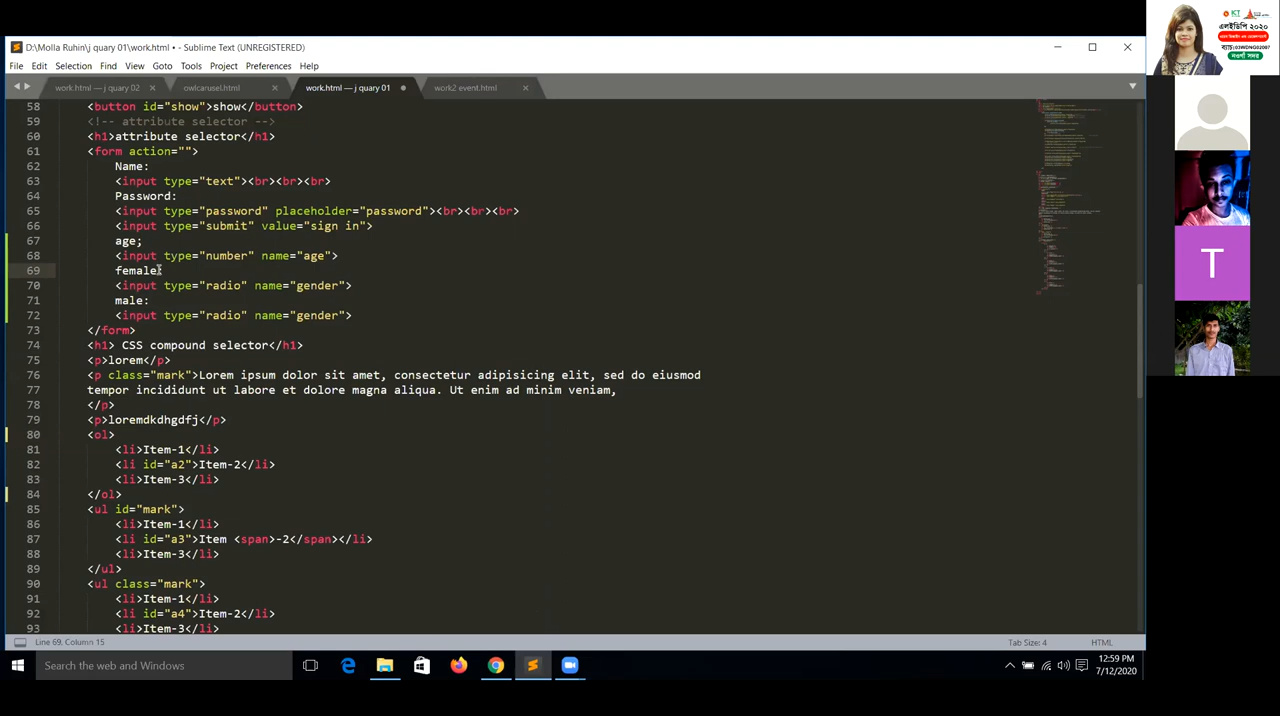 D:\Molla Ruhin\j quary 01\work.html • - Sublime Text (UNREGISTERED)
File Edit Selection Find View Goto Tools Project Preferences Help
work.html — j quary 02
owlcarusel.html
work.html — j quary 01
work2 event.html
58 <button id="show">show</button>
59 <!-- attribute selector -->
60 <h1>attribute selector</h1>
61 <form action="">
62 Name:
63 <input type="text"><br><br><br>
64 Password:
65 <input type="password" placeholder="password"><br><br><br>
66 <input type="submit" value="sign in">
67 age;
68 <input type="number" name="age">
69 female:
70 <input type="radio" name="gender">
71 male:
72 <input type="radio" name="gender">
73 </form>
74 <h1> CSS compound selector</h1>
75 <p>lorem</p>
76 <p class="mark">Lorem ipsum dolor sit amet, consectetur adipisicing elit, sed do eiusmod
77 tempor incididunt ut labore et dolore magna aliqua. Ut enim ad minim veniam,
78 </p>
79 <p>loremdkdhgdfj</p>
80 <ol>
81 <li>Item-1</li>
82 <li id="a2">Item-2</li>
83 <li>Item-3</li>
84 </ol>
85 <ul id="mark">
86 <li>Item-1</li>
87 <li id="a3">Item <span>-2</span></li>
88 <li>Item-3</li>
89 </ul>
90 <ul class="mark">
91 <li>Item-1</li>
92 <li id="a4">Item-2</li>
93 <li>Item-3</li>
Line 69, Column 15
Tab Size: 4
HTML
Search the web and Windows
12:59 PM
7/12/2020
KT
এলইডিপি ২০২০
ব্যাচ:03WDNG02087
নওগাঁ সদর
T